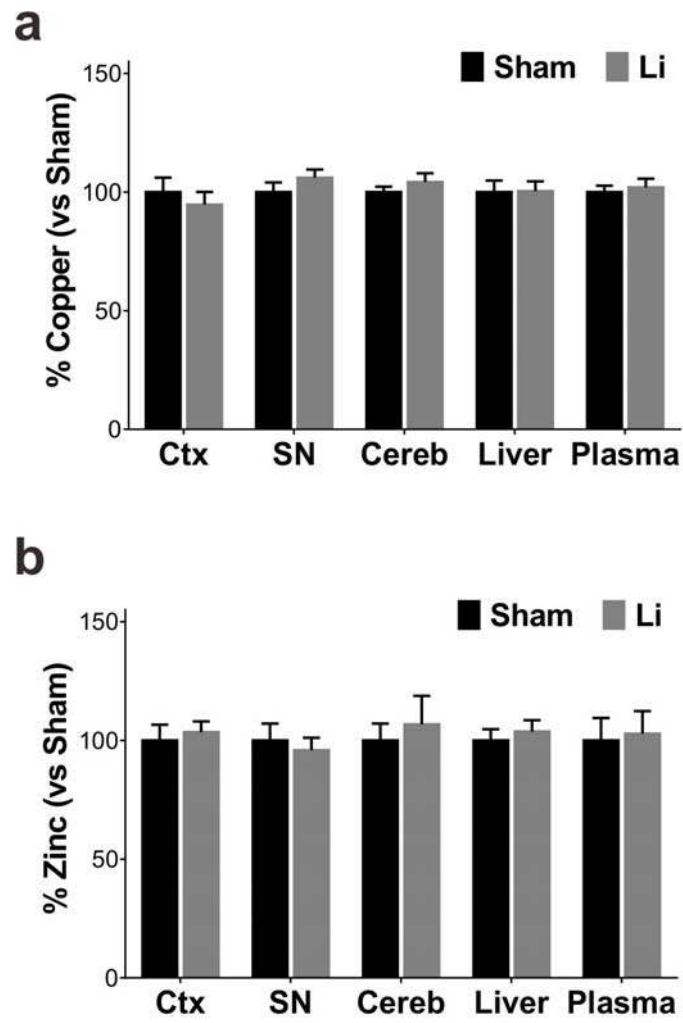 a
% Copper (vs Sham)
Sham Li
150
100
50
0
Ctx SN Cereb Liver Plasma
b
% Zinc (vs Sham)
Sham Li
150
100
50
0
Ctx SN Cereb Liver Plasma